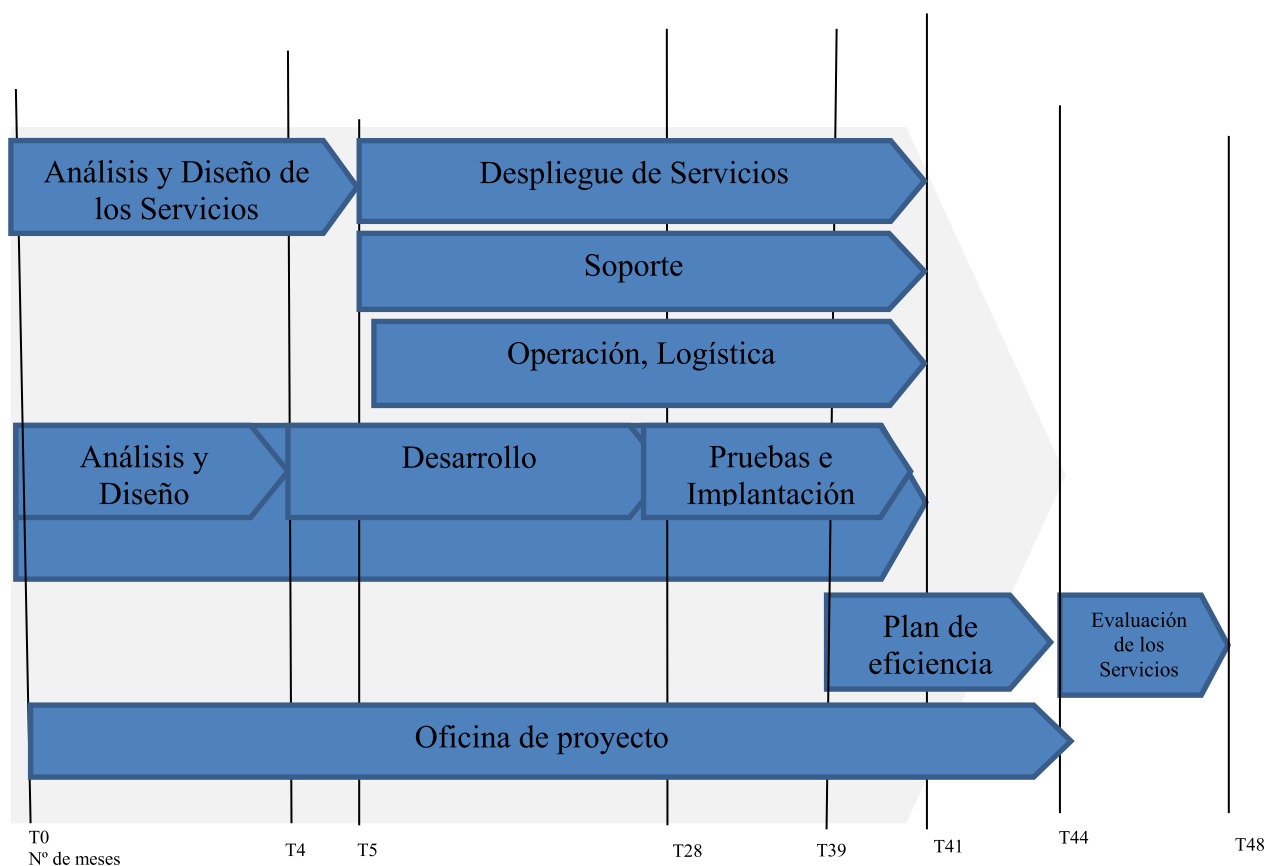 Análisis y Diseño de
los Servicios
Despliegue de Servicios
Soporte
Operación, Logística
Análisis y
Diseño
Desarrollo
Pruebas e
Implantación
Plan de
eficiencia
Evaluación
de los
Servicios
Oficina de proyecto
T0
Nº de meses
T4
T5
T28
T39
T41
T44
T48